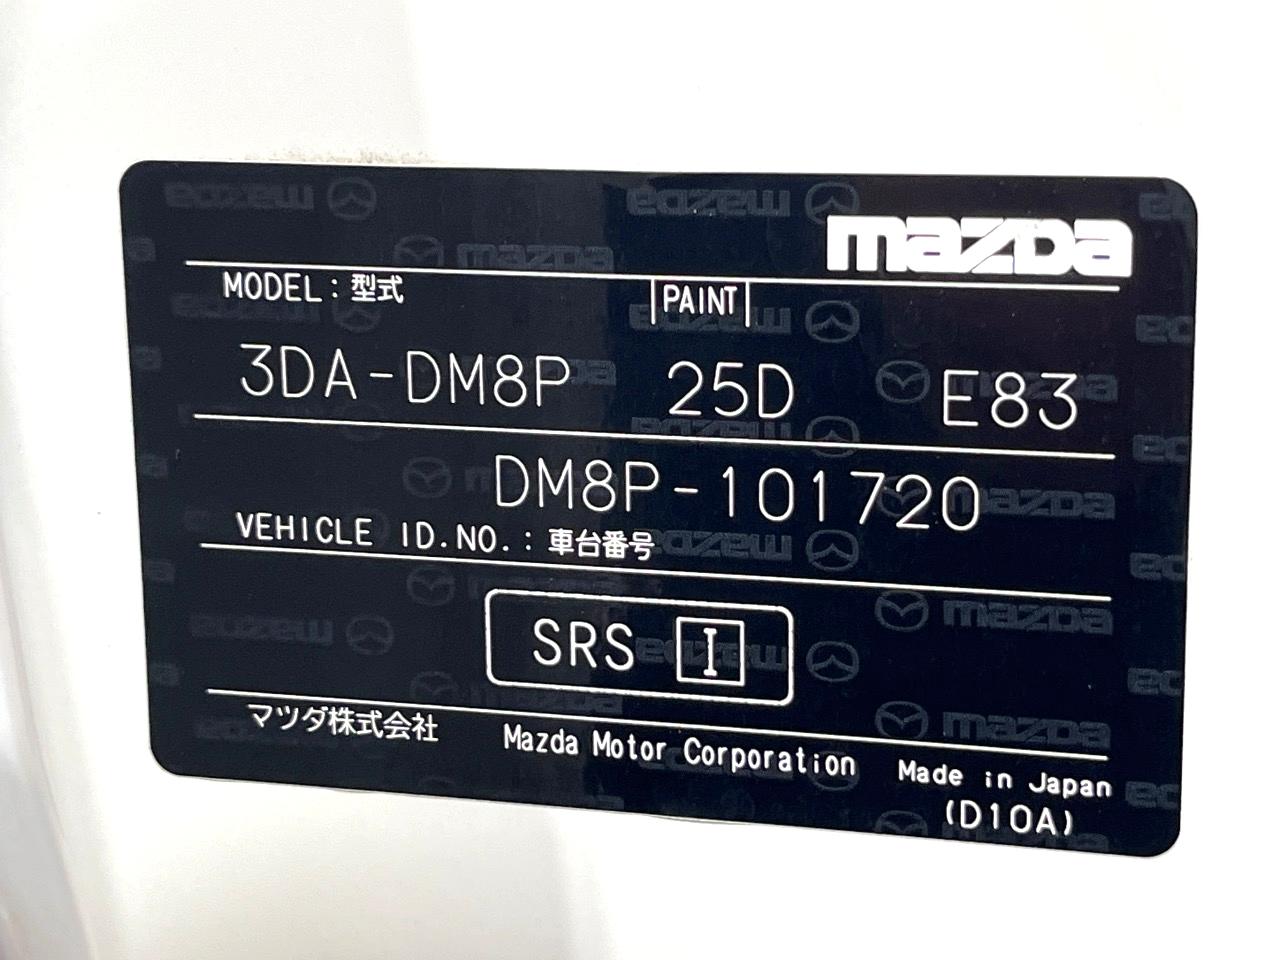 mazda
MODEL : 型式 PAINT
3DA-DM8P 25D E83
DM8P-101720
VEHICLE ID.NO. : 車台番号
SRS I
マツダ株式会社 Mazda Motor Corporation Made in Japan
(D10A)